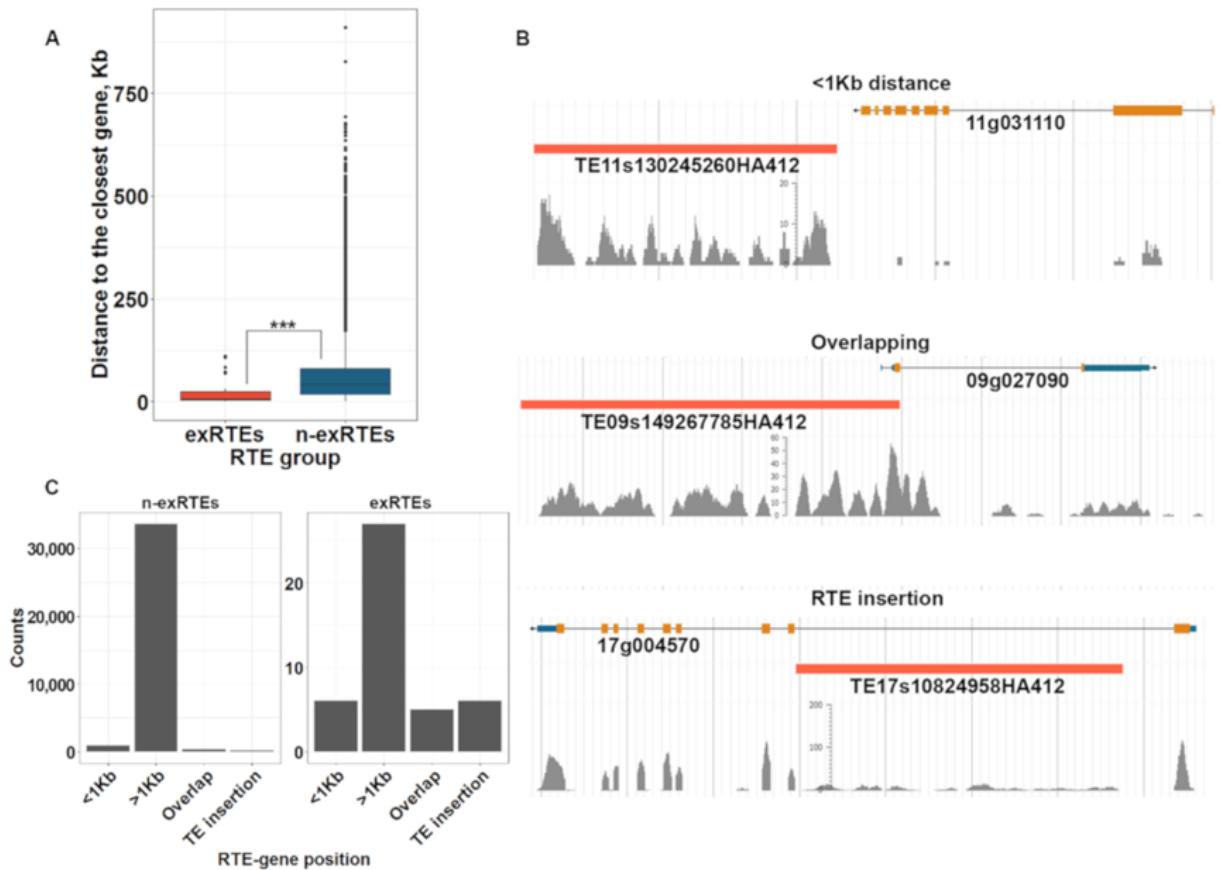 A
Distance to the closest gene, Kb
750
500
250
0
***
exRTEs n-exRTEs
RTE group
B
<1Kb distance
11g031110
TE11s130245260HA412
20
10
0
Overlapping
09g027090
TE09s149267785HA412
60
50
40
30
20
10
0
RTE insertion
17g004570
TE17s10824958HA412
200
100
C
n-exRTEs exRTEs
Counts
30,000
20,000
10,000
0
20
10
0
<1Kb >1Kb Overlap TE insertion
<1Kb >1Kb Overlap TE insertion
RTE-gene position